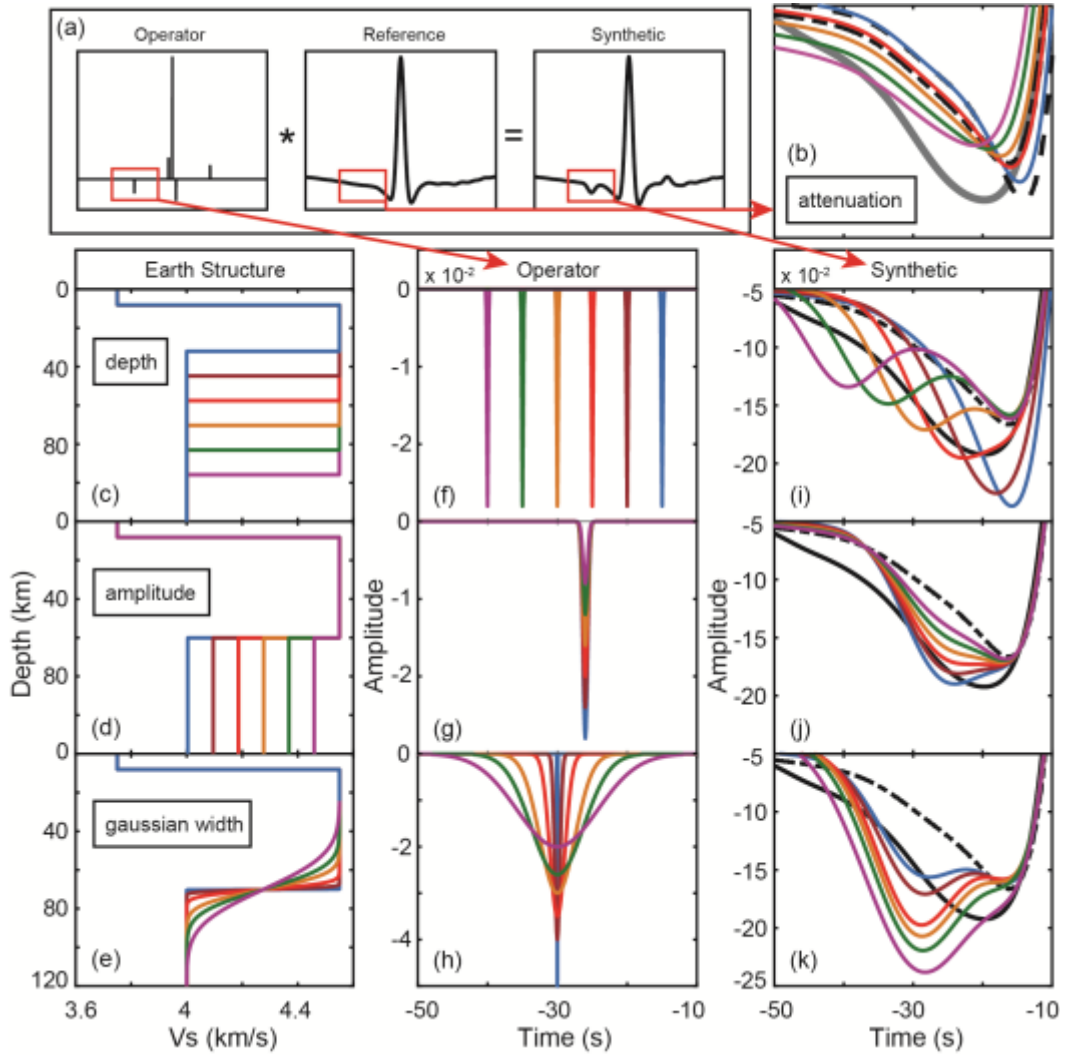 (a)
Operator
Reference
Synthetic
*
=
(b)
attenuation
Earth Structure
x 10-2
Operator
x 10-2
Synthetic
0
40
80
depth
(c)
0
-1
-2
(f)
-5
-10
-15
-20
(i)
0
40
80
Depth (km)
amplitude
(d)
0
-1
-2
Amplitude
(g)
-5
-10
-15
-20
Amplitude
(j)
0
40
80
120
gaussian width
(e)
3.6
4
4.4
Vs (km/s)
0
-2
-4
(h)
-50
-30
-10
Time (s)
-5
-10
-15
-20
-25
(k)
-50
-30
-10
Time (s)